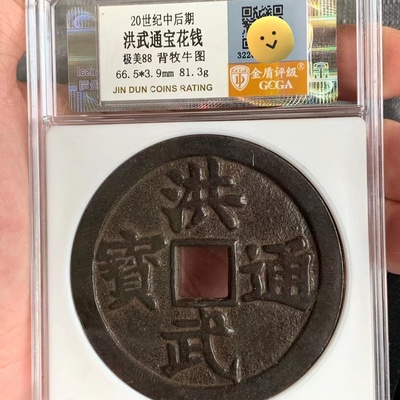 20世纪中后期
洪武通宝花钱
极美88 背牧牛图
66.5*3.9mm 81.3g
JIN DUN COINS RATING
金盾评级
GCGA
洪武通寳